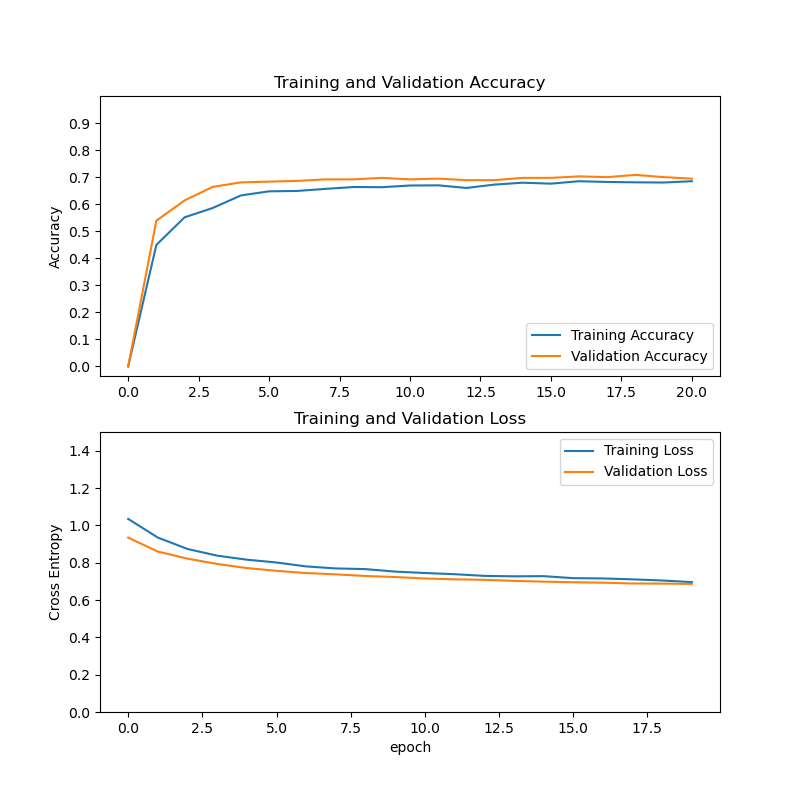 Training and Validation Accuracy
Accuracy
0.9
0.8
0.7
0.6
0.5
0.4
0.3
0.2
0.1
0.0
Training Accuracy
Validation Accuracy
0.0 2.5 5.0 7.5 10.0 12.5 15.0 17.5 20.0
Training and Validation Loss
Cross Entropy
1.4
1.2
1.0
0.8
0.6
0.4
0.2
0.0
Training Loss
Validation Loss
0.0 2.5 5.0 7.5 10.0 12.5 15.0 17.5
epoch